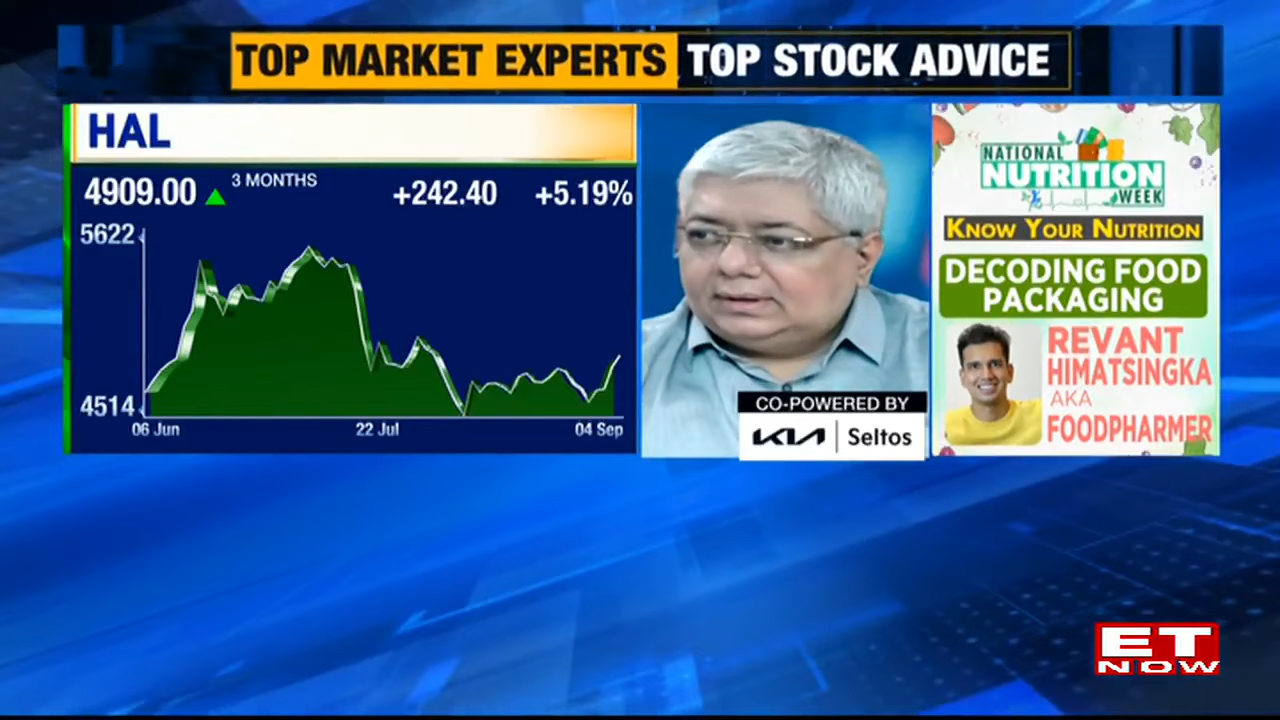 TOP MARKET EXPERTS TOP STOCK ADVICE
HAL
4909.00 3 MONTHS +242.40 +5.19%
5622
4514
06 Jun 22 Jul 04 Sep
CO-POWERED BY
KIA Seltos
NATIONAL
NUTRITION
WEEK
KNOW YOUR NUTRITION
DECODING FOOD
PACKAGING
REVANT
HIMATSINGKA
AKA
FOODPHARMER
ET
NOW